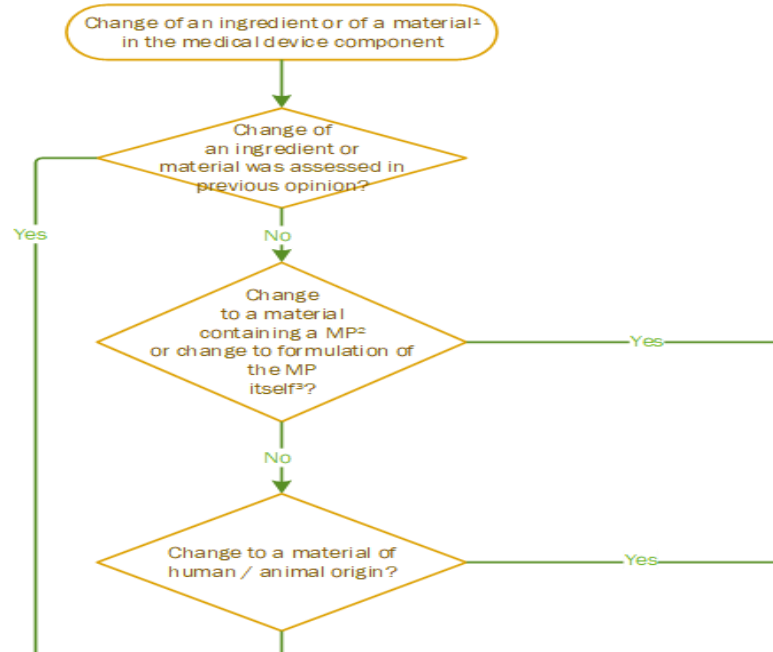 Change of an ingredient or of a material¹
in the medical device component
Change of
an ingredient or
material was assessed in
previous opinion?
Yes
No
Change
to a material
containing a MP²
or change to formulation of
the MP
itself³?
Yes
No
Change to a material of
human / animal origin?
Yes